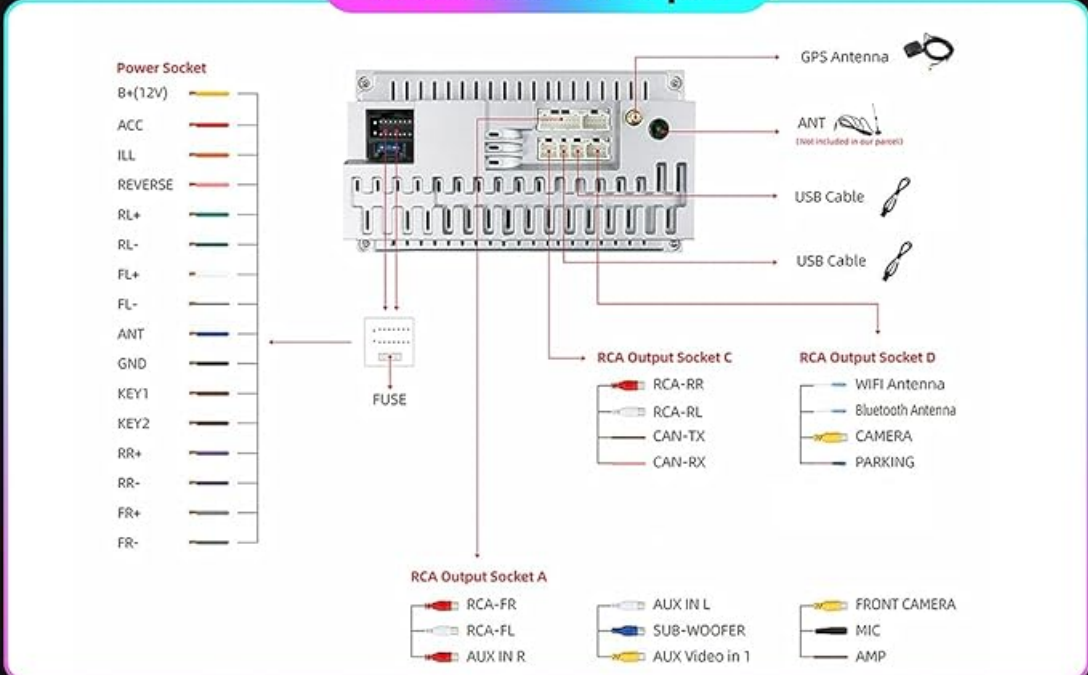 Power Socket
B+(12V)
ACC
ILL
REVERSE
RL+
RL-
FL+
FL-
ANT
GND
KEY1
KEY2
RR+
RR-
FR+
FR-
FUSE
GPS Antenna
ANT
(Not included in our parcel)
USB Cable
USB Cable
RCA Output Socket C
RCA-RR
RCA-RL
CAN-TX
CAN-RX
RCA Output Socket D
WIFI Antenna
Bluetooth Antenna
CAMERA
PARKING
RCA Output Socket A
RCA-FR
RCA-FL
AUX IN R
AUX IN L
SUB-WOOFER
AUX Video in 1
FRONT CAMERA
MIC
AMP